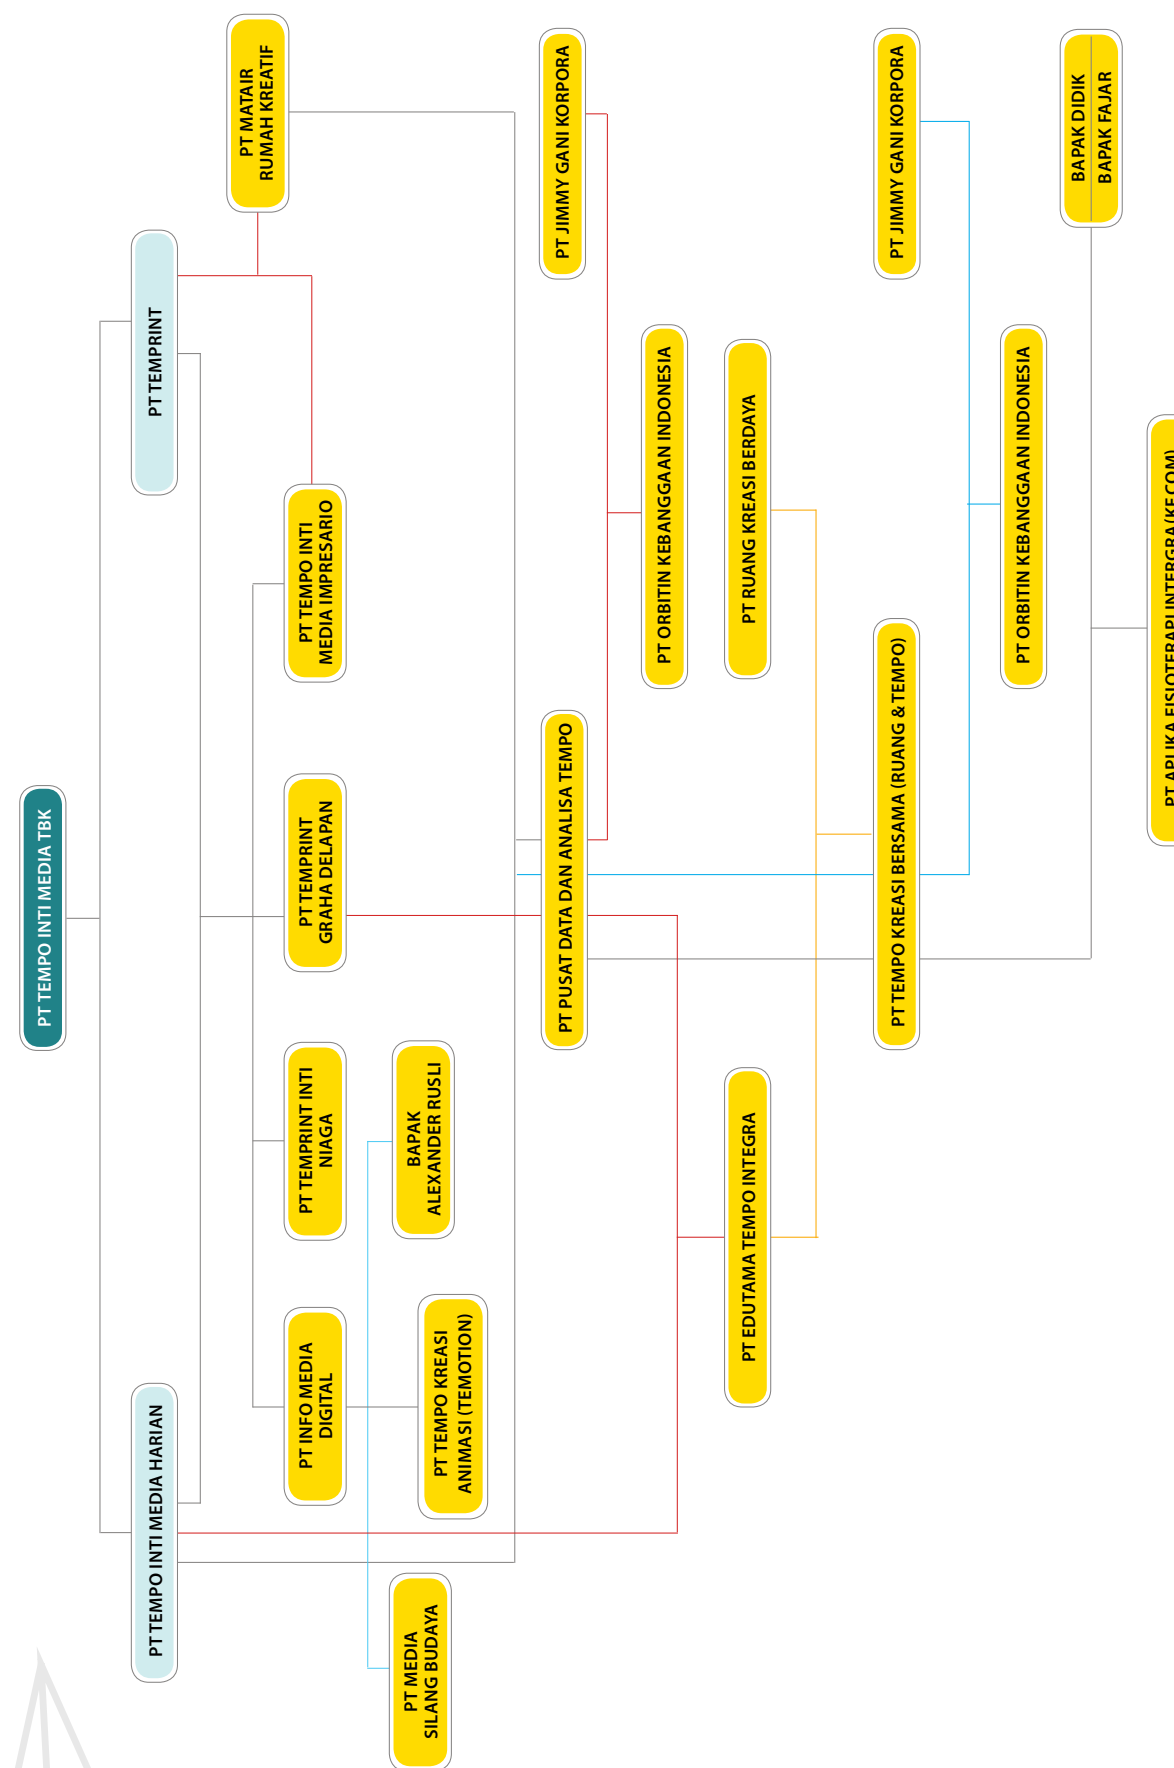 PT TEMPO INTI MEDIA TBK
PT TEMPO INTI MEDIA HARIAN
PT TEMPRINT
PT MATAIR
RUMAH KREATIF
PT INFO MEDIA
DIGITAL
PT TEMPRINT INTI
NIAGA
PT TEMPRINT
GRAHA DELAPAN
PT TEMPO INTI
MEDIA IMPRESARIO
PT MEDIA
SILANG BUDAYA
PT TEMPO KREASI
ANIMASI (TEMOTION)
BAPAK
ALEXANDER RUSLI
PT PUSAT DATA DAN ANALISA TEMPO
PT JIMMY GANI KORPORA
PT ORBITIN KEBANGGAAN INDONESIA
PT EDUTAMA TEMPO INTEGRA
PT RUANG KREASI BERDAYA
PT TEMPO KREASI BERSAMA (RUANG & TEMPO)
PT JIMMY GANI KORPORA
PT ORBITIN KEBANGGAAN INDONESIA
BAPAK DIDIK
BAPAK FAJAR
PT APLIKA FISIOTERAPI INTERGRA